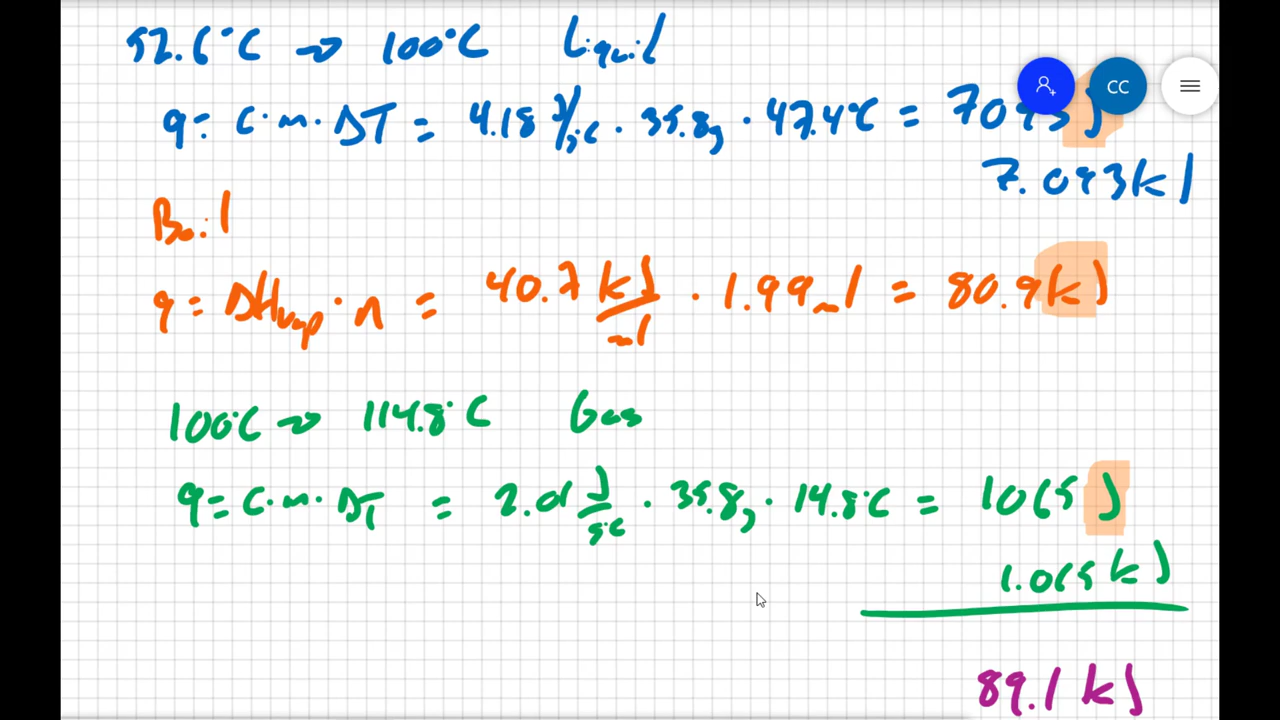 52.6°C → 100°C Liquid
q = C·m·ΔT = 4.18 J/g°C · 35.8g · 47.4°C = 7093 J
7.093 kJ
CC
Boil
q = ΔHvap · n = 40.7 kJ/mol · 1.99 mol = 80.9 kJ
100°C → 114.8°C Gas
q = C·m·ΔT = 2.01 J/g°C · 35.8g · 14.8°C = 1065 J
1.065 kJ
89.1 kJ